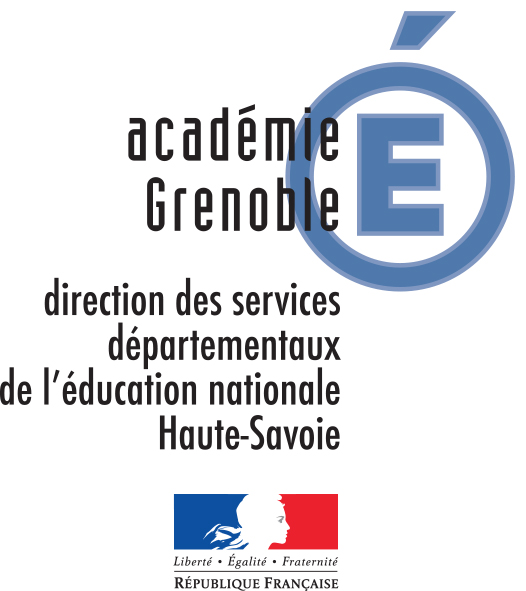 É
académie
Grenoble
direction des services
départementaux
de l’éducation nationale
Haute-Savoie
Liberté • Égalité • Fraternité
RÉPUBLIQUE FRANÇAISE